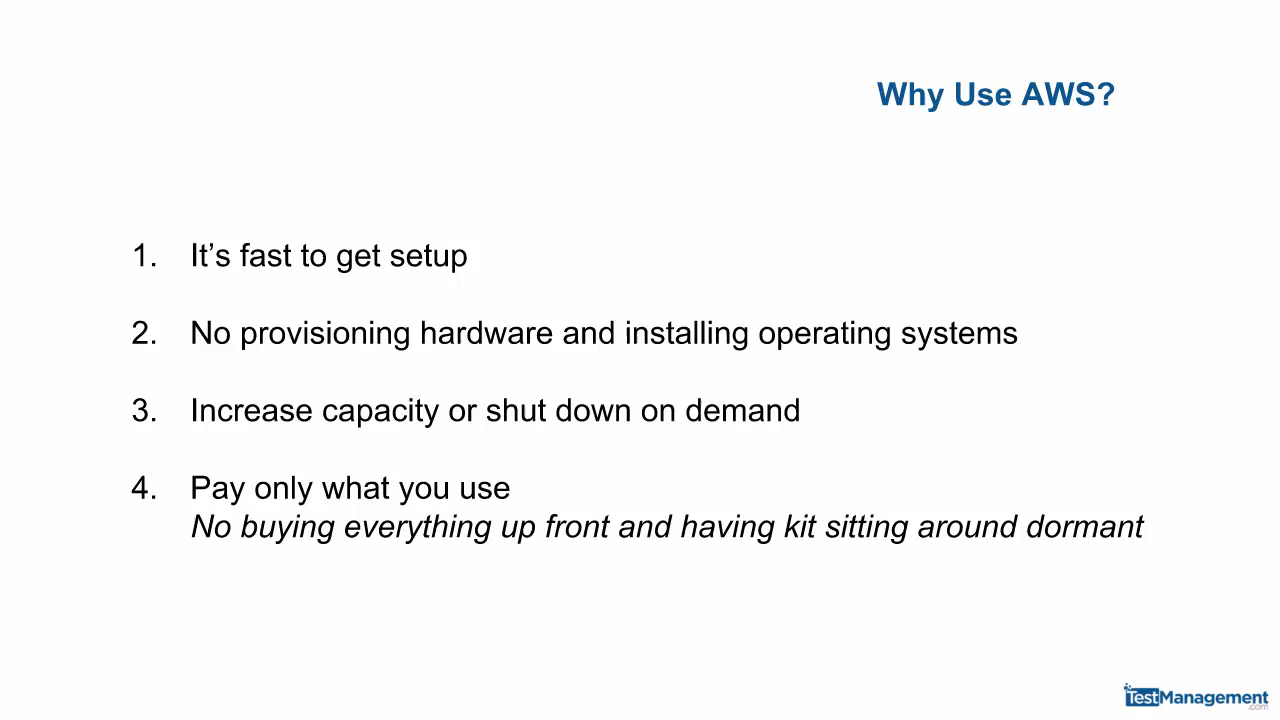 Why Use AWS?
1. It’s fast to get setup
2. No provisioning hardware and installing operating systems
3. Increase capacity or shut down on demand
4. Pay only what you use
No buying everything up front and having kit sitting around dormant
TestManagement
.com